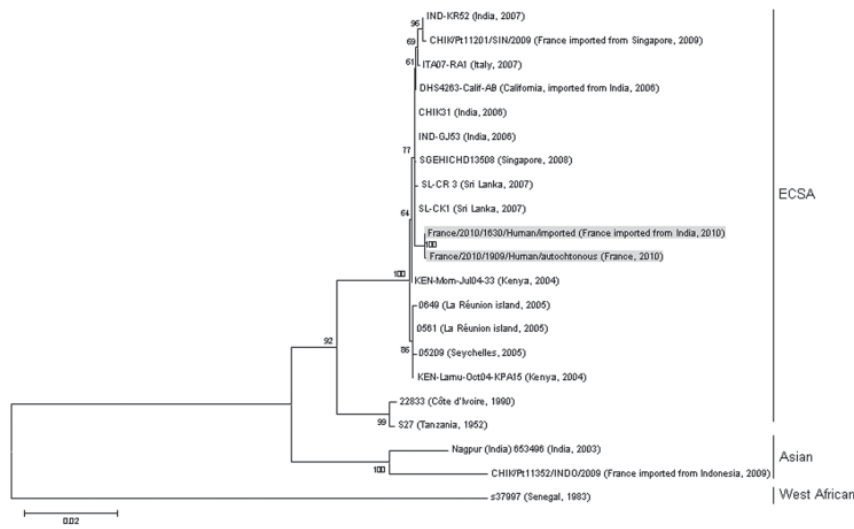 IND-KR52 (India, 2007)
96
CHIK/Pt11201/SIN/2009 (France imported from Singapore, 2009)
69
ITA07-RA1 (Italy, 2007)
61
DHS4263-Calif-AB (California, imported from India, 2006)
CHIK31 (India, 2006)
IND-GJ53 (India, 2006)
77
SGEHICHD13508 (Singapore, 2008)
SL-CR 3 (Sri Lanka, 2007)
ECSA
64
SL-CK1 (Sri Lanka, 2007)
France/2010/1630/Human/imported (France imported from India, 2010)
100
France/2010/1909/Human/autochtonous (France, 2010)
100
KEN-Mom-Jul04-33 (Kenya, 2004)
0649 (La Réunion island, 2005)
0561 (La Réunion island, 2005)
92
86
05209 (Seychelles, 2005)
KEN-Lamu-Oct04-KPA15 (Kenya, 2004)
22833 (Côte d'Ivoire, 1990)
99
S27 (Tanzania, 1952)
Nagpur (India) 653496 (India, 2003)
Asian
100
CHIK/Pt11352/INDO/2009 (France imported from Indonesia, 2009)
s37997 (Senegal, 1983)
West African
0.02